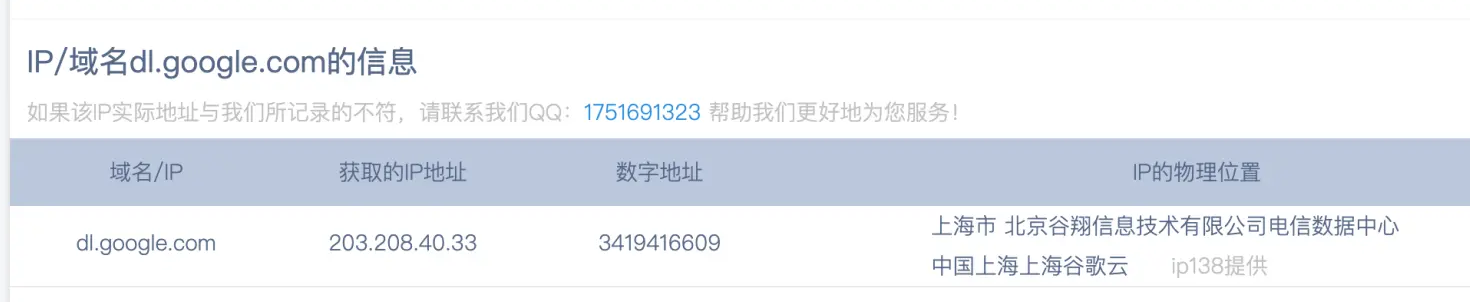 IP/域名dl.google.com的信息
如果该IP实际地址与我们所记录的不符，请联系我们QQ：1751691323 帮助我们更好地为您服务！
域名/IP 获取的IP地址 数字地址 IP的物理位置
dl.google.com 203.208.40.33 3419416609 上海市 北京谷翔信息技术有限公司电信数据中心
中国上海上海谷歌云 ip138提供